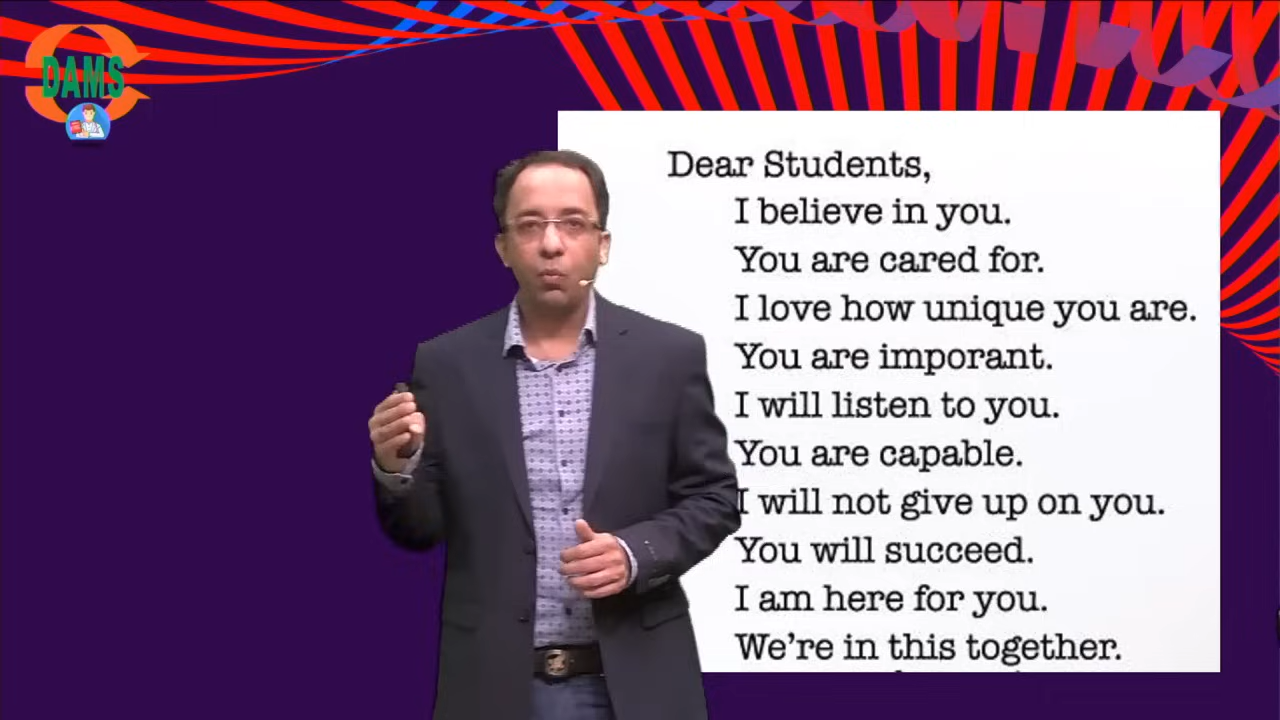 DAMS
Dear Students,
I believe in you.
You are cared for.
I love how unique you are.
You are imporant.
I will listen to you.
You are capable.
I will not give up on you.
You will succeed.
I am here for you.
We're in this together.